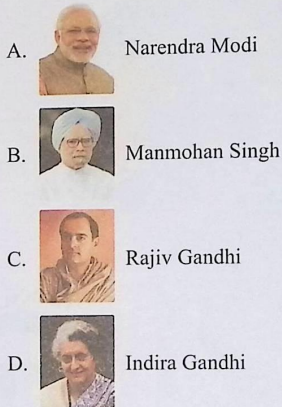 A. Narendra Modi
B. Manmohan Singh
C. Rajiv Gandhi
D. Indira Gandhi